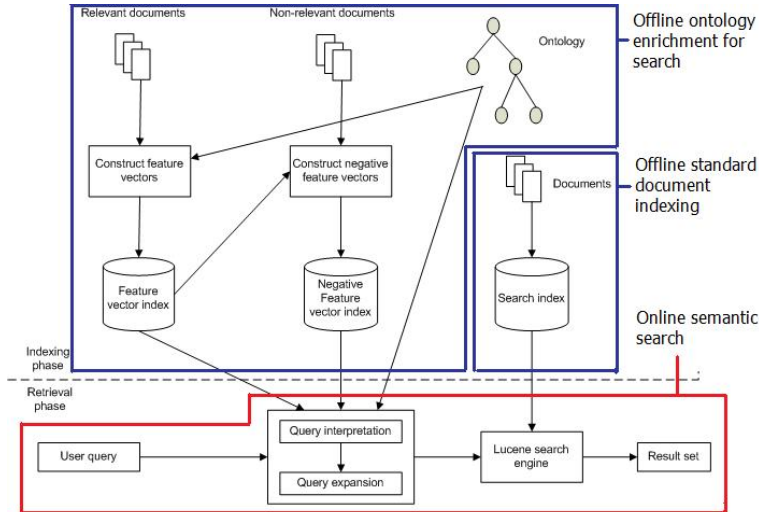 Relevant documents
Non-relevant documents
Ontology
Offline ontology
enrichment for
search
Construct feature
vectors
Construct negative
feature vectors
Documents
Offline standard
document
indexing
Feature
vector index
Negative
Feature
vector index
Search index
Online semantic
search
Indexing
phase
Retrieval
phase
User query
Query interpretation
Query expansion
Lucene search
engine
Result set